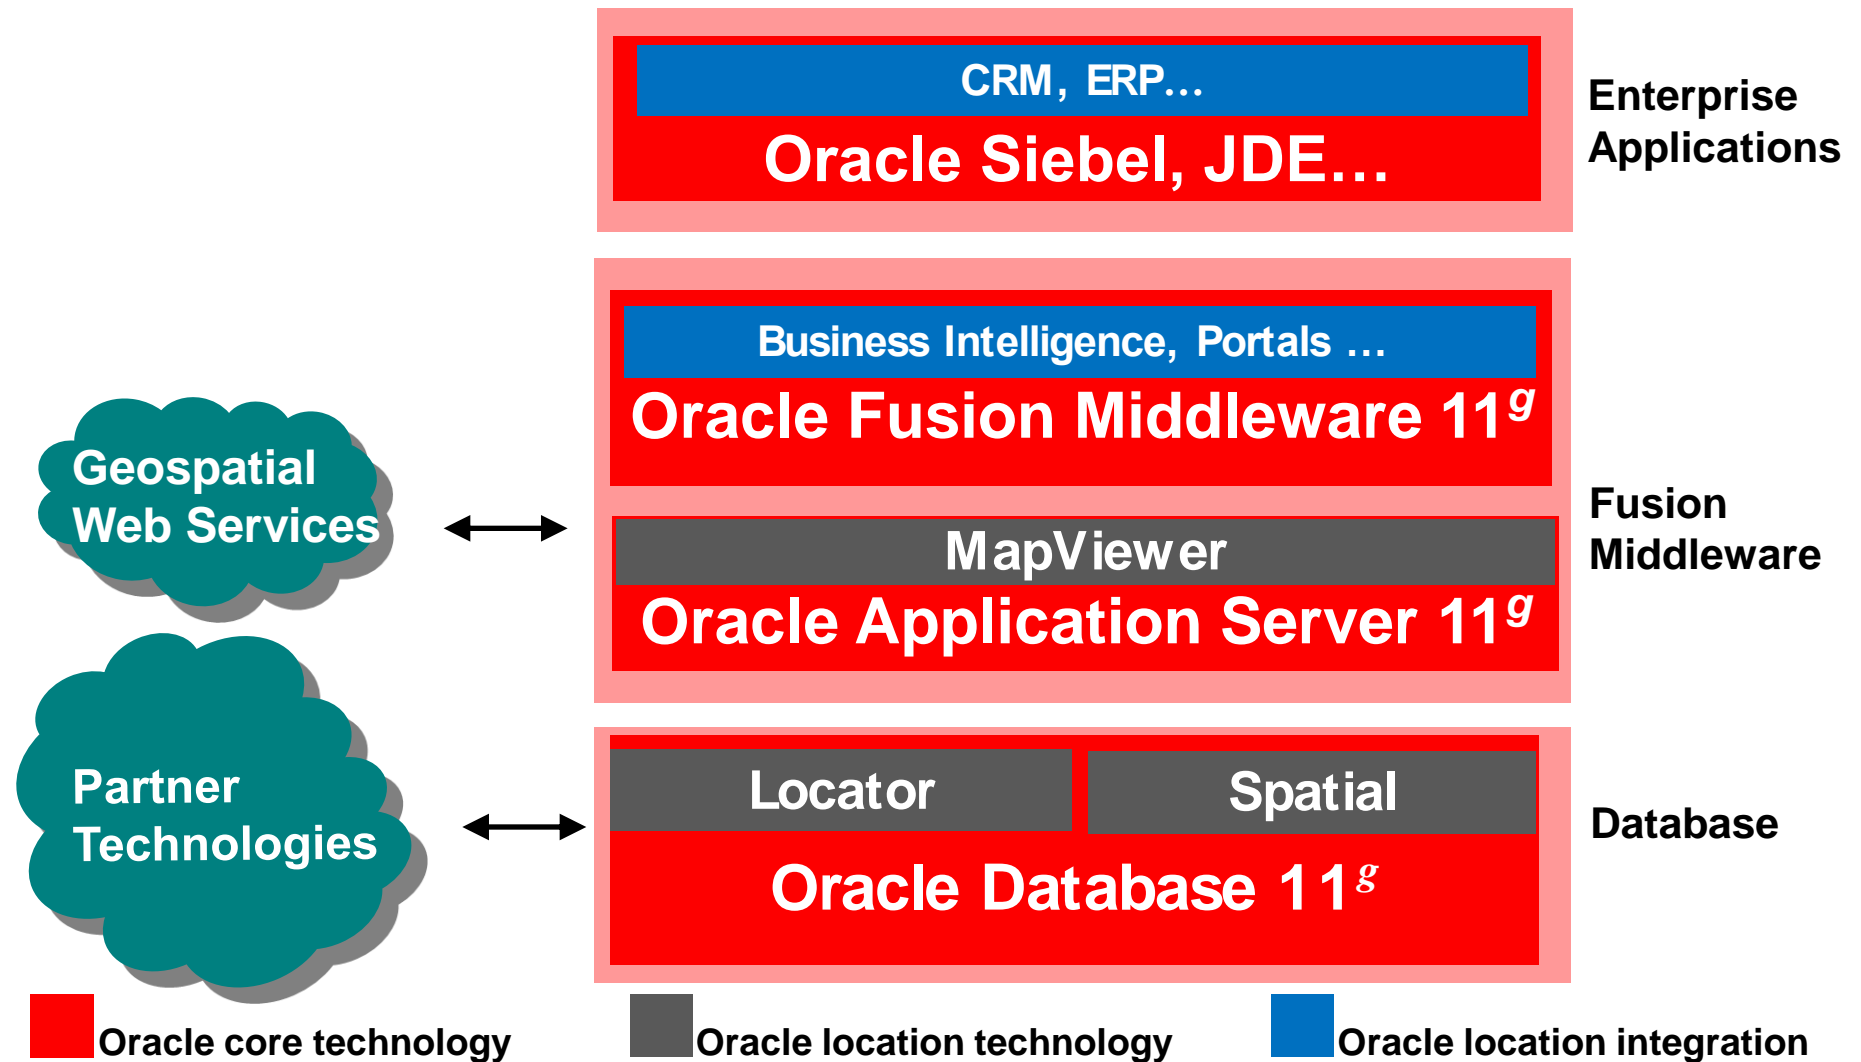 CRM, ERP…
Oracle Siebel, JDE…
Enterprise
Applications
Business Intelligence, Portals …
Oracle Fusion Middleware 11g
Geospatial
Web Services
MapViewer
Oracle Application Server 11g
Fusion
Middleware
Partner
Technologies
Locator
Spatial
Oracle Database 11g
Database
Oracle core technology
Oracle location technology
Oracle location integration